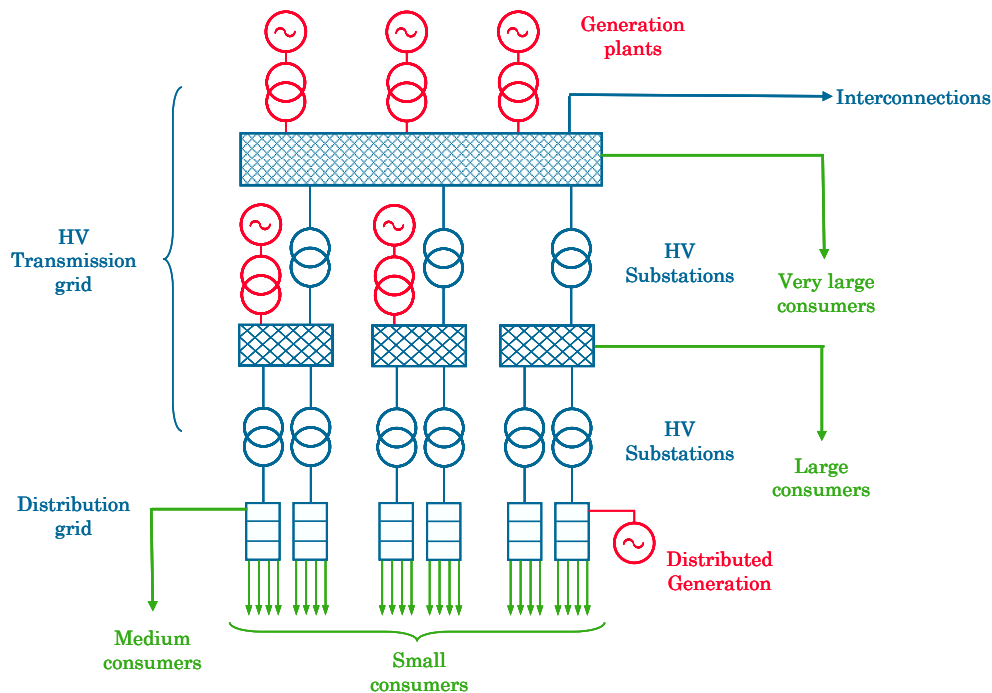 Generation
plants
Interconnections
HV
Transmission
grid
HV
Substations
Very large
consumers
HV
Substations
Large
consumers
Distribution
grid
Distributed
Generation
Medium
consumers
Small
consumers